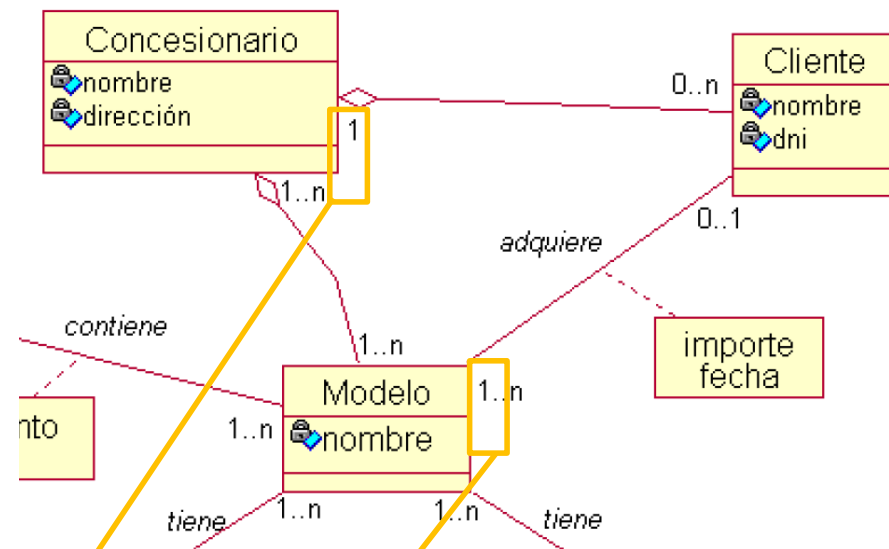 Concesionario
nombre
dirección
1
1..n
0..n
Cliente
nombre
dni
0..1
adquiere
importe
fecha
contiene
1..n
nto
1..n
Modelo
nombre
1..n
tiene
1..n
1..n
tiene